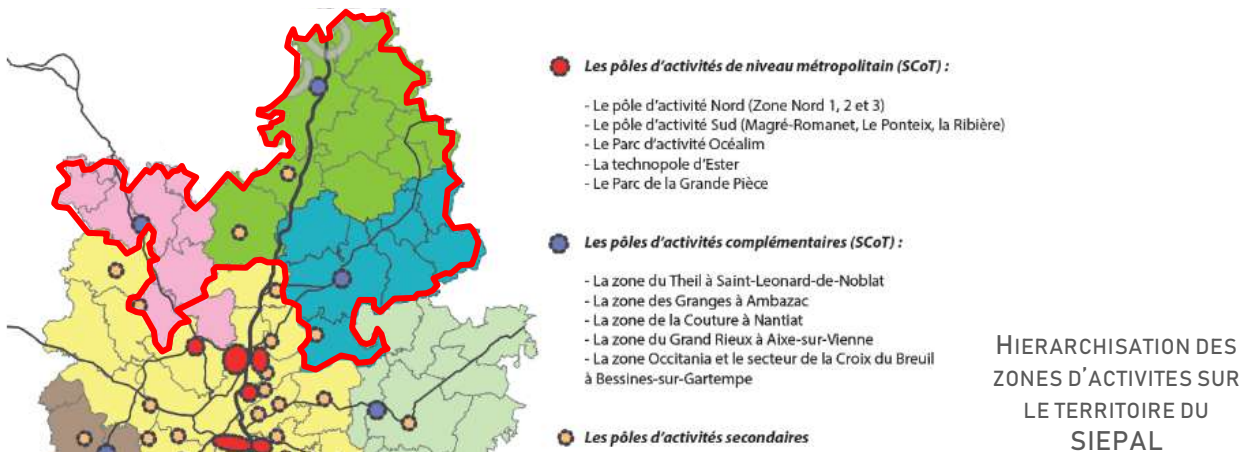 Les pôles d'activités de niveau métropolitain (SCoT) :
- Le pôle d'activité Nord (Zone Nord 1, 2 et 3)
- Le pôle d'activité Sud (Magré-Romanet, Le Ponteix, la Ribière)
- Le Parc d'activité Océalim
- La technopole d'Ester
- Le Parc de la Grande Pièce
Les pôles d'activités complémentaires (SCoT) :
- La zone du Theil à Saint-Leonard-de-Noblat
- La zone des Granges à Ambazac
- La zone de la Couture à Nantiat
- La zone du Grand Rieux à Aixe-sur-Vienne
- La zone Occitania et le secteur de la Croix du Breuil
à Bessines-sur-Gartempe
Les pôles d'activités secondaires
HIERARCHISATION DES
ZONES D'ACTIVITES SUR
LE TERRITOIRE DU
SIEPAL